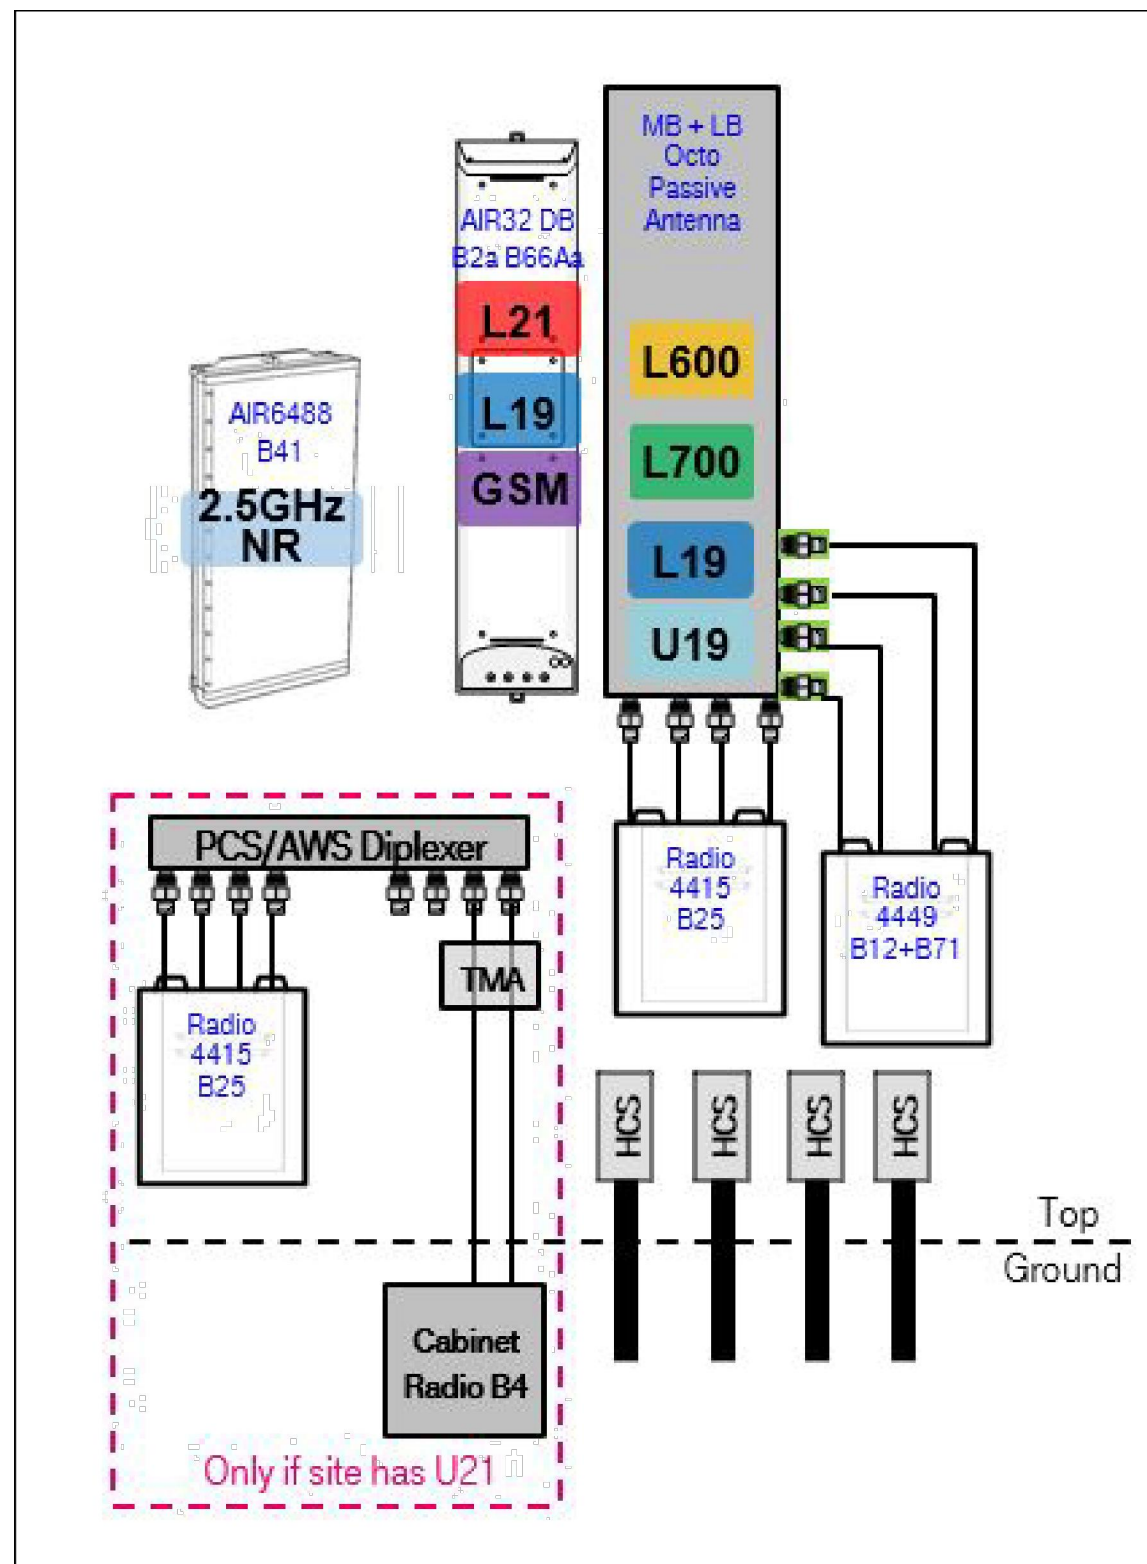 MB + LB
Octo
Passive
Antenna
AIR32 DB
B2a B66Aa
L21
L19
GSM
L600
L700
L19
U19
AIR6488
B41
2.5GHz
NR
PCS/AWS Diplexer
Radio
4415
B25
Radio
4449
B12+B71
TMA
Radio
4415
B25
HCS
HCS
HCS
HCS
Top
Ground
Cabinet
Radio B4
Only if site has U21